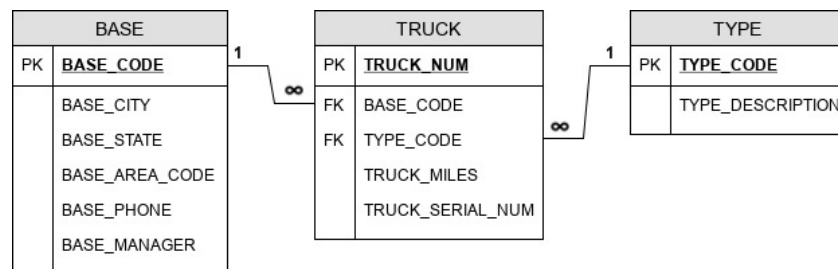 BASE
PK BASE_CODE
BASE_CITY
BASE_STATE
BASE_AREA_CODE
BASE_PHONE
BASE_MANAGER
1
∞
TRUCK
PK TRUCK_NUM
FK BASE_CODE
FK TYPE_CODE
TRUCK_MILES
TRUCK_SERIAL_NUM
1
∞
TYPE
PK TYPE_CODE
TYPE_DESCRIPTION